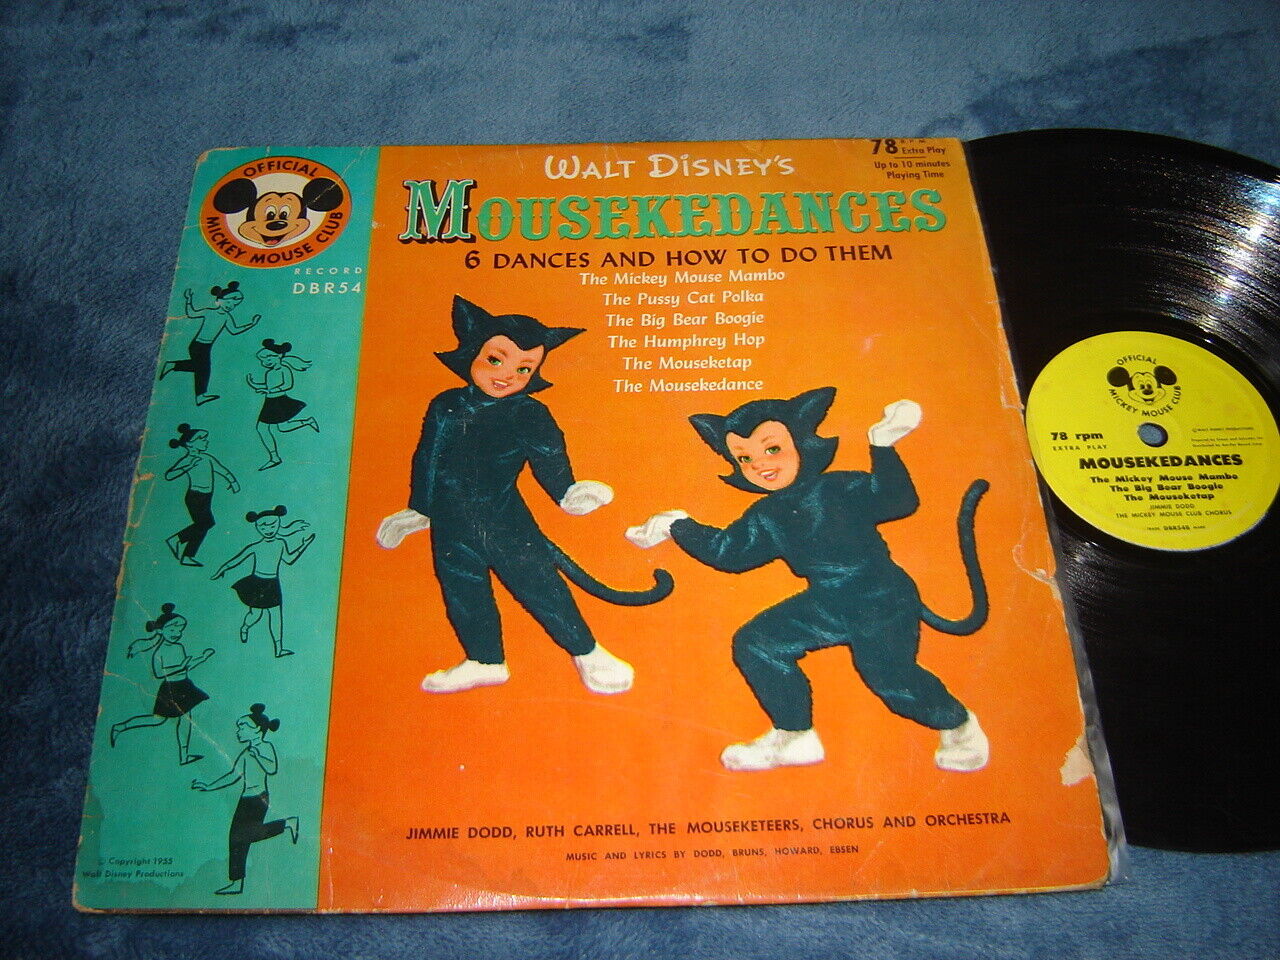 OFFICIAL
MICKEY MOUSE CLUB
RECORD
DBR54
© Copyright 1955
Walt Disney Productions
WALT DISNEY'S
78 R.P.M.
Extra Play
Up to 10 minutes
Playing Time
MOUSEKEDANCES
6 DANCES AND HOW TO DO THEM
The Mickey Mouse Mambo
The Pussy Cat Polka
The Big Bear Boogie
The Humphrey Hop
The Mouseketap
The Mousekedance
JIMMIE DODD, RUTH CARRELL, THE MOUSEKETEERS, CHORUS AND ORCHESTRA
MUSIC AND LYRICS BY DODD, BRUNS, HOWARD, EBSEN
OFFICIAL
MICKEY MOUSE CLUB
78 rpm
EXTRA PLAY
MOUSEKEDANCES
The Mickey Mouse Mambo
The Big Bear Boogie
The Mouseketap
JIMMIE DODD
THE MICKEY MOUSE CLUB CHORUS
DBR54B